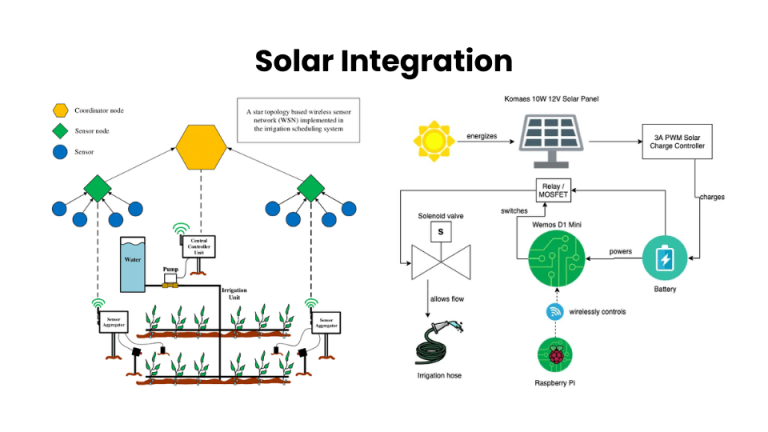 Solar Integration
Coordinator node
Sensor node
Sensor
A star topology based wireless sensor
network (WSN) implemented in
the irrigation scheduling system
Central
Controller
Unit
Water
Pump
Irrigation
Unit
Sensor
Aggregator
Sensor
Aggregator
Komaes 10W 12V Solar Panel
energizes
3A PWM Solar
Charge Controller
Relay /
MOSFET
charges
switches
Solenoid valve
S
Wemos D1 Mini
powers
Battery
allows flow
wirelessly controls
Irrigation hose
Raspberry Pi